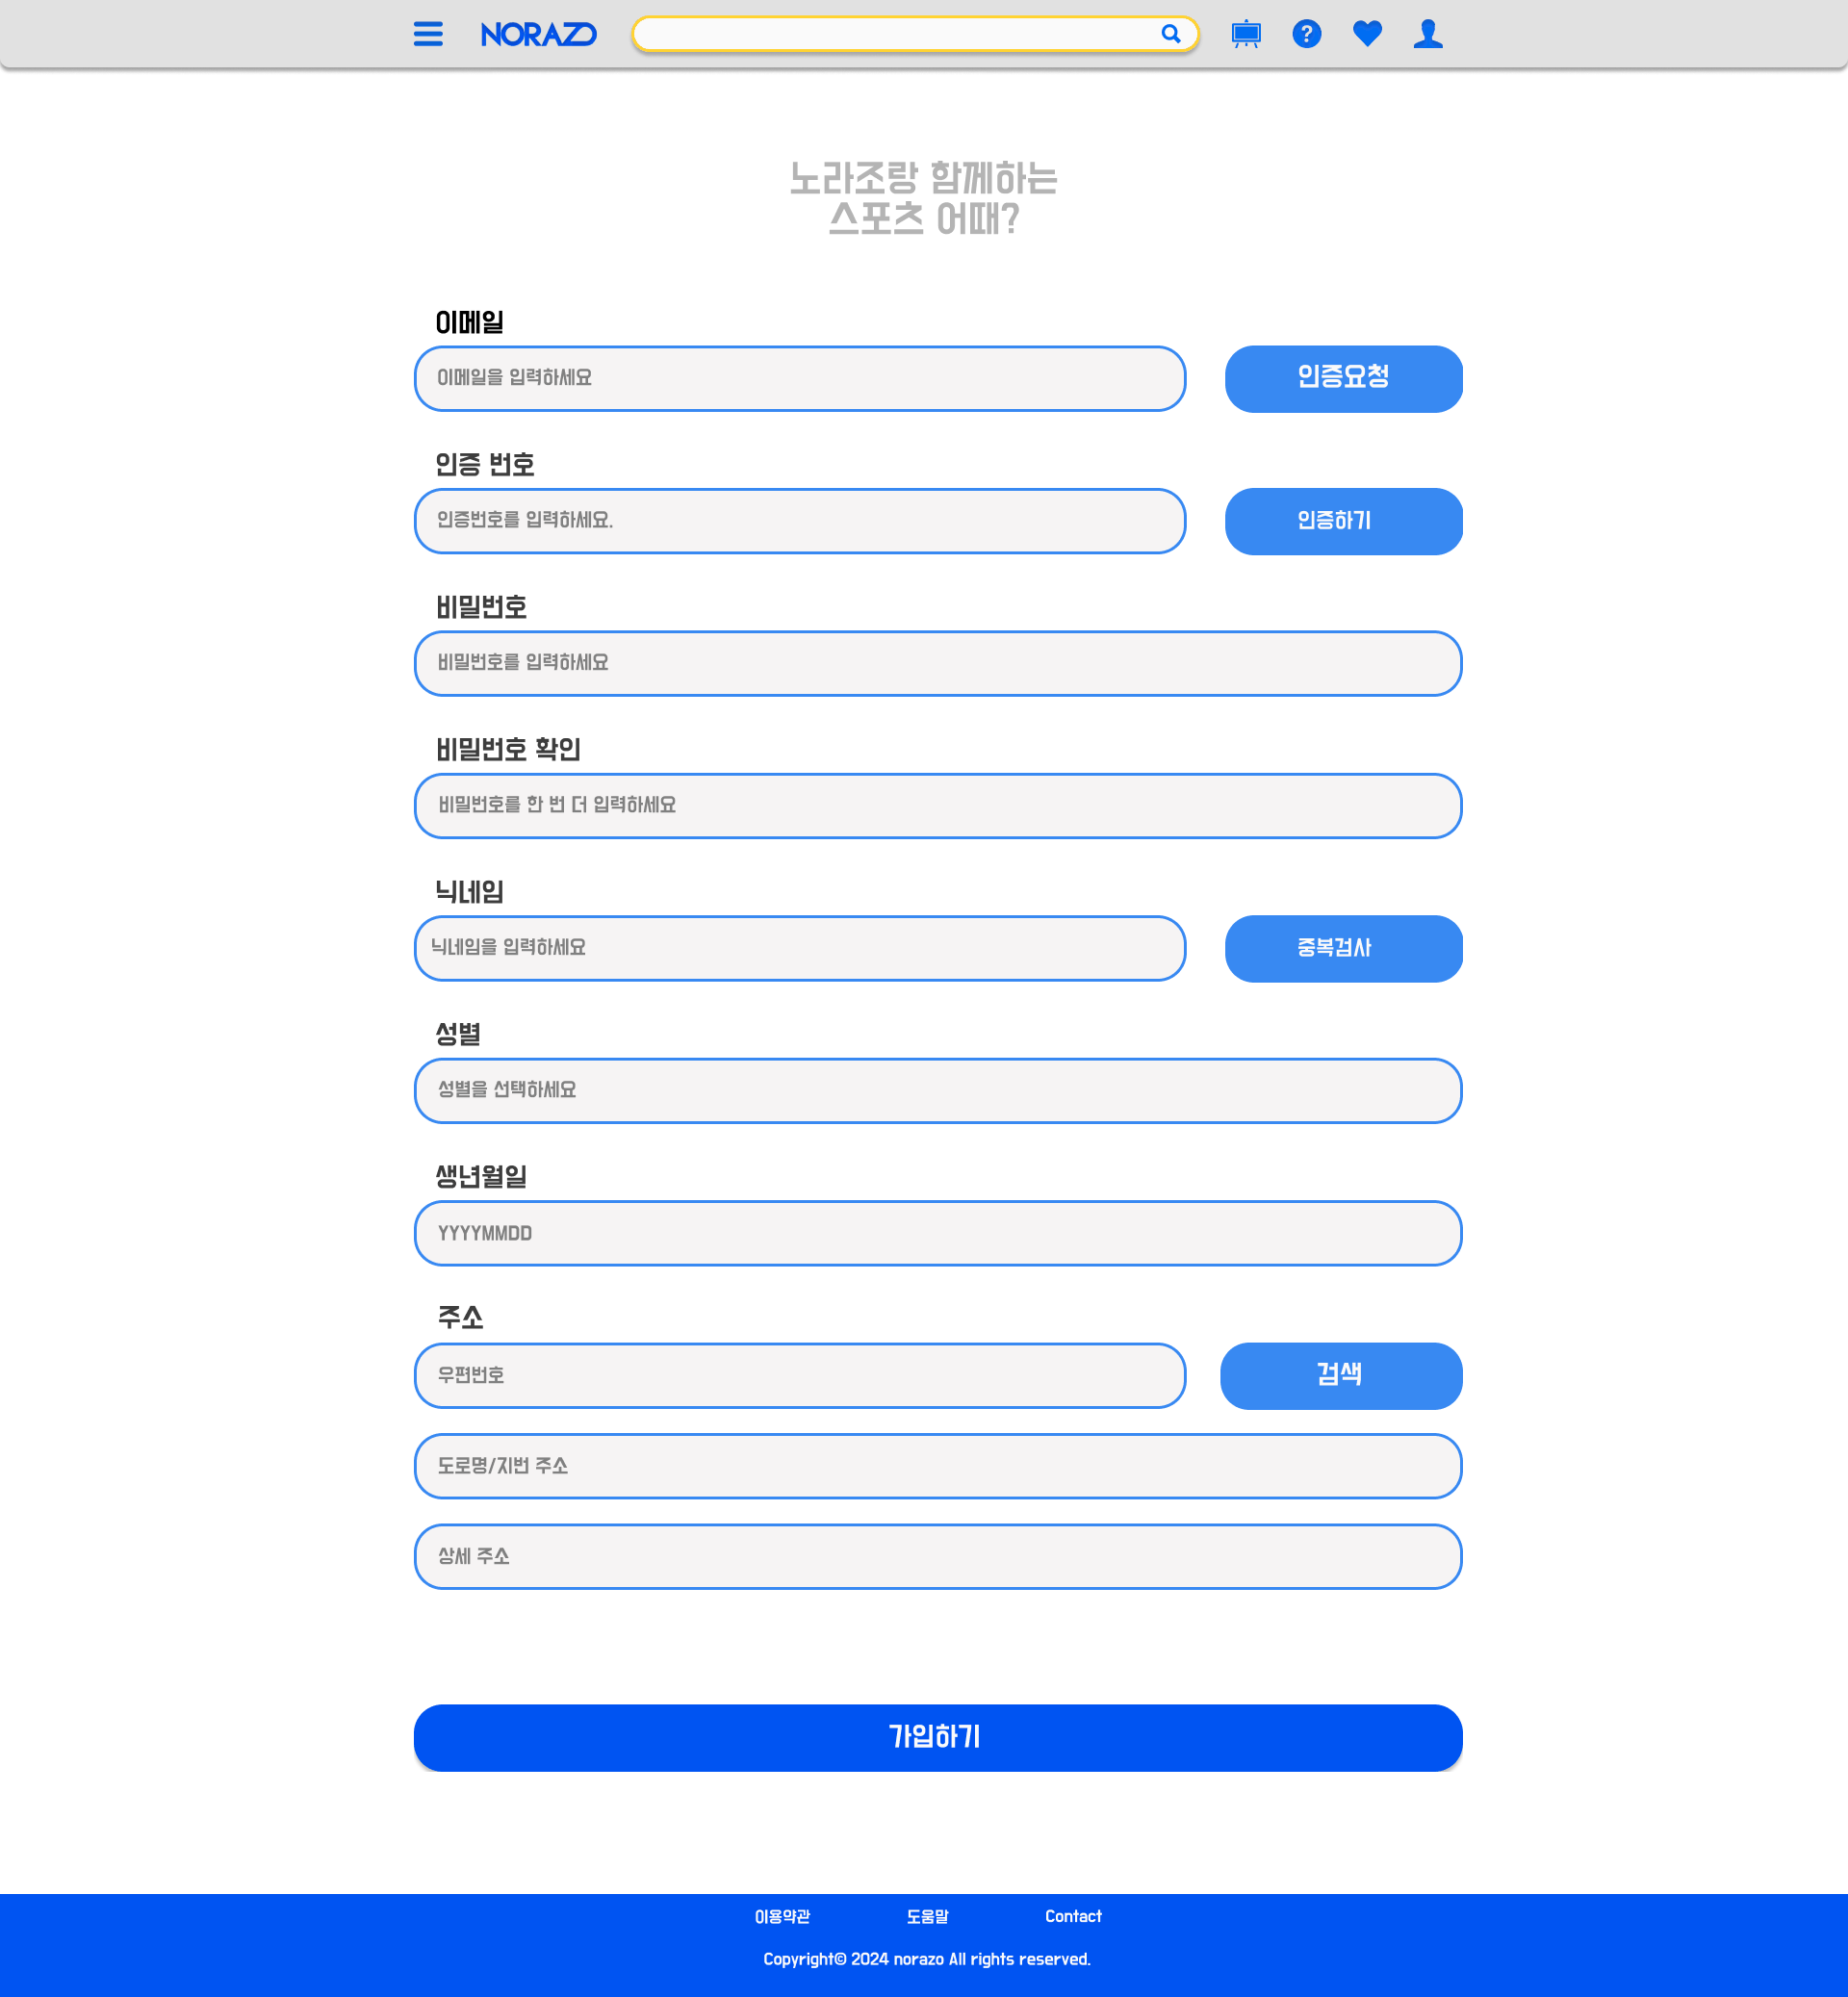 NORAZO
노라조랑 함께하는
스포츠 어때?
이메일
이메일을 입력하세요
인증요청
인증 번호
인증번호를 입력하세요.
인증하기
비밀번호
비밀번호를 입력하세요
비밀번호 확인
비밀번호를 한 번 더 입력하세요
닉네임
닉네임을 입력하세요
중복검사
성별
성별을 선택하세요
생년월일
YYYYMMDD
주소
우편번호
검색
도로명/지번 주소
상세 주소
가입하기
이용약관 도움말 Contact
Copyright© 2024 norazo All rights reserved.